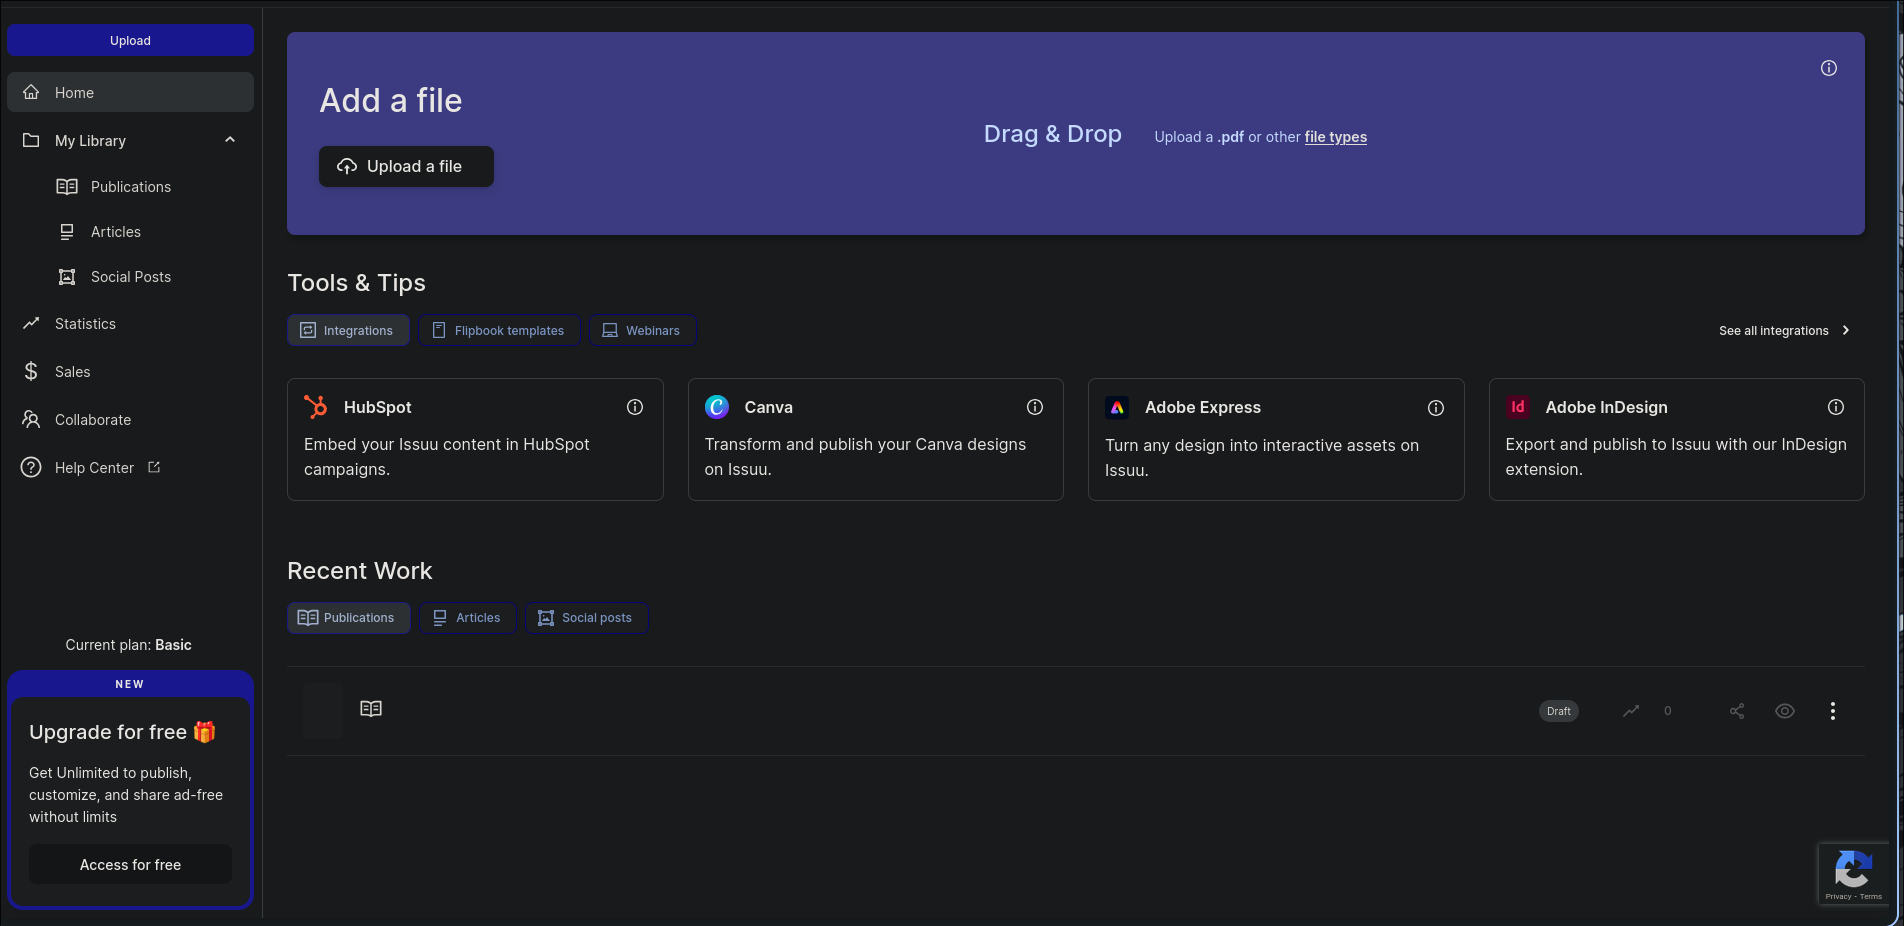 Upload
Home
My Library
Publications
Articles
Social Posts
Statistics
Sales
Collaborate
Help Center
Current plan: Basic
NEW
Upgrade for free
Get Unlimited to publish,
customize, and share ad-free
without limits
Access for free
Add a file
Upload a file
Drag & Drop
Upload a .pdf or other file types
Tools & Tips
Integrations
Flipbook templates
Webinars
See all integrations
HubSpot
Embed your Issuu content in HubSpot
campaigns.
Canva
Transform and publish your Canva designs
on Issuu.
Adobe Express
Turn any design into interactive assets on
Issuu.
Id
Adobe InDesign
Export and publish to Issuu with our InDesign
extension.
Recent Work
Publications
Articles
Social posts
Draft
0
Privacy - Terms